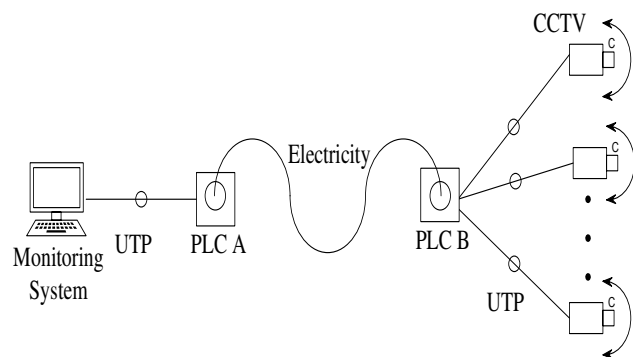 CCTV
C
Electricity
C
UTP
PLC A
PLC B
Monitoring
System
UTP
C